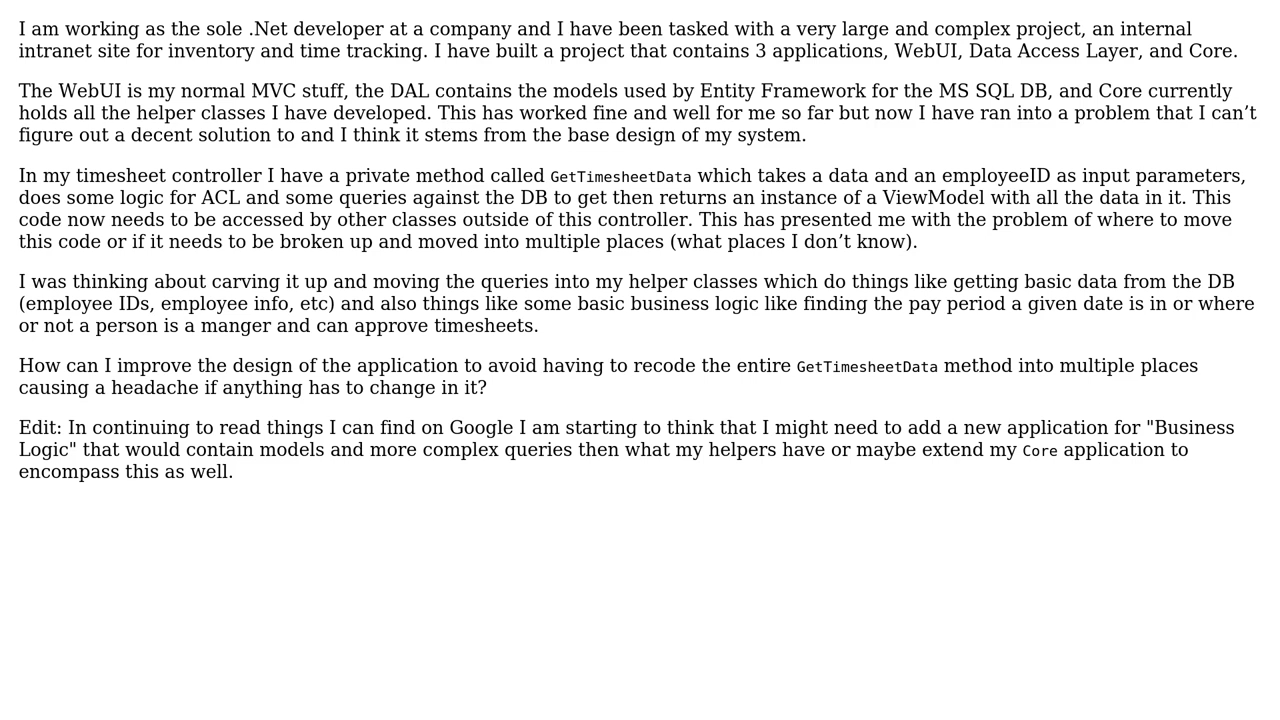 I am working as the sole .Net developer at a company and I have been tasked with a very large and complex project, an internal
intranet site for inventory and time tracking. I have built a project that contains 3 applications, WebUI, Data Access Layer, and Core.
The WebUI is my normal MVC stuff, the DAL contains the models used by Entity Framework for the MS SQL DB, and Core currently
holds all the helper classes I have developed. This has worked fine and well for me so far but now I have ran into a problem that I can’t
figure out a decent solution to and I think it stems from the base design of my system.
In my timesheet controller I have a private method called GetTimesheetData which takes a data and an employeeID as input parameters,
does some logic for ACL and some queries against the DB to get then returns an instance of a ViewModel with all the data in it. This
code now needs to be accessed by other classes outside of this controller. This has presented me with the problem of where to move
this code or if it needs to be broken up and moved into multiple places (what places I don’t know).
I was thinking about carving it up and moving the queries into my helper classes which do things like getting basic data from the DB
(employee IDs, employee info, etc) and also things like some basic business logic like finding the pay period a given date is in or where
or not a person is a manger and can approve timesheets.
How can I improve the design of the application to avoid having to recode the entire GetTimesheetData method into multiple places
causing a headache if anything has to change in it?
Edit: In continuing to read things I can find on Google I am starting to think that I might need to add a new application for "Business
Logic" that would contain models and more complex queries then what my helpers have or maybe extend my Core application to
encompass this as well.